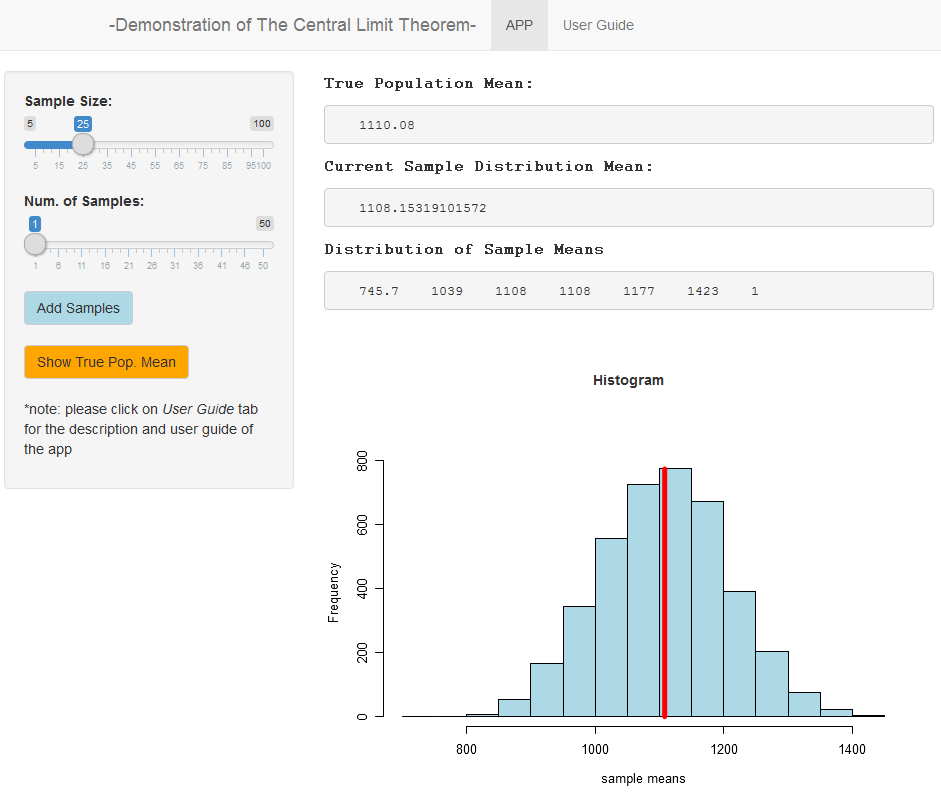 -Demonstration of The Central Limit Theorem- APP User Guide
Sample Size:
5 25 100
5 15 25 35 45 55 65 75 85 95100
Num. of Samples:
1 50
1 6 11 16 21 26 31 36 41 46 50
Add Samples
Show True Pop. Mean
*note: please click on User Guide tab
for the description and user guide of
the app
True Population Mean:
1110.08
Current Sample Distribution Mean:
1108.15319101572
Distribution of Sample Means
745.7 1039 1108 1108 1177 1423 1
Histogram
Frequency
800
600
400
200
0
800 1000 1200 1400
sample means